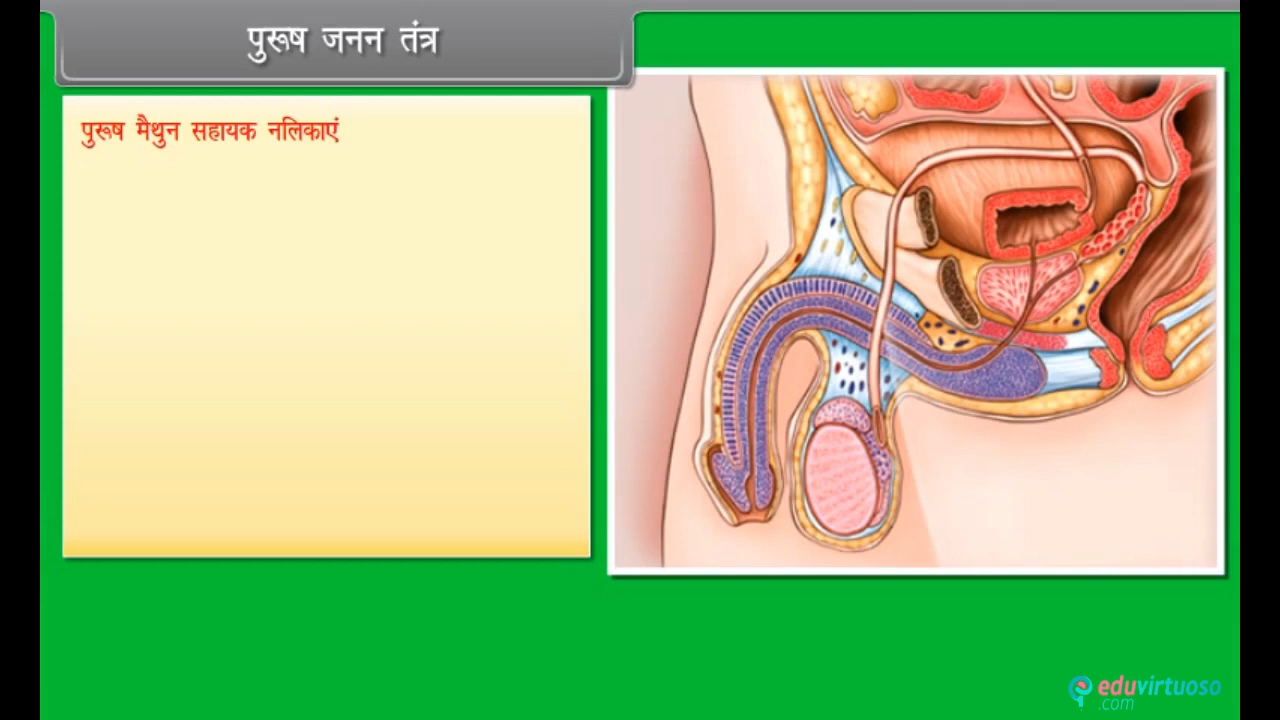 पुरूष जनन तंत्र
पुरूष मैथुन सहायक नलिकाएं
eduvirtuoso
.com